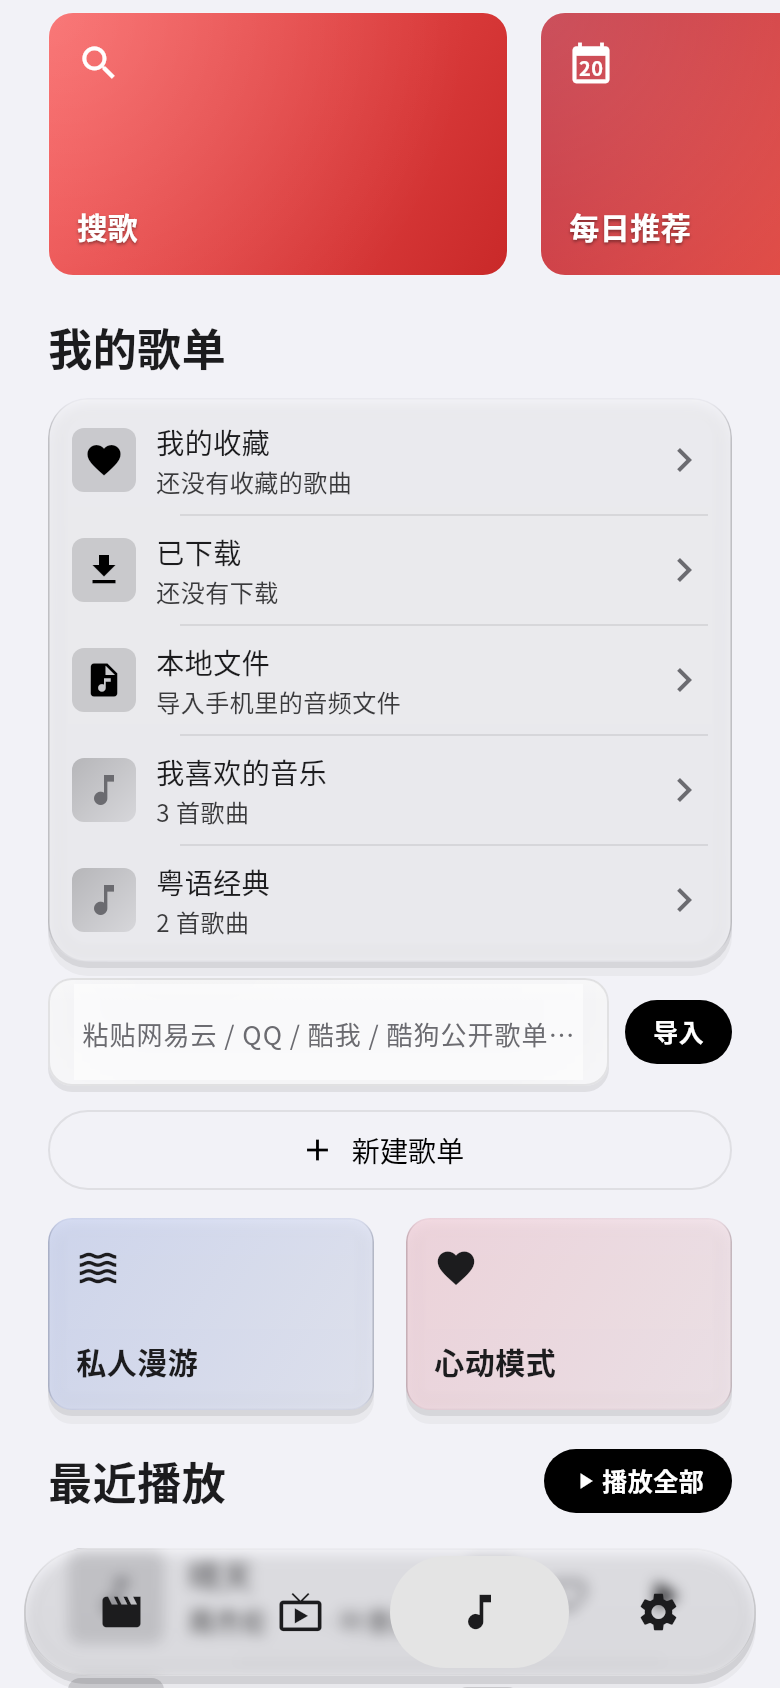 20
搜歌
每日推荐
我的歌单
我的收藏
还没有收藏的歌曲
已下载
还没有下载
本地文件
导入手机里的音频文件
我喜欢的音乐
3 首歌曲
粤语经典
2 首歌曲
粘贴网易云 / QQ / 酷我 / 酷狗公开歌单…
导入
新建歌单
私人漫游
心动模式
最近播放
播放全部